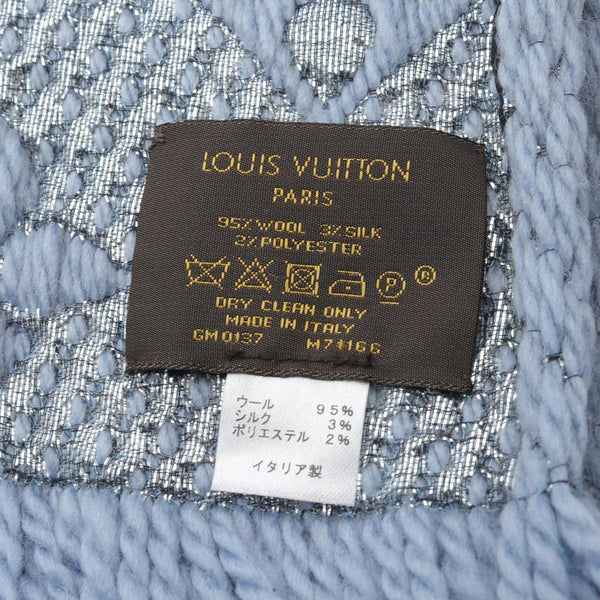 LOUIS VUITTON
PARIS
95% WOOL 3% SILK
2% POLYESTER
P ®
DRY CLEAN ONLY
MADE IN ITALY
GM0137 M71166
ウール 95%
シルク 3%
ポリエステル 2%
イタリア製